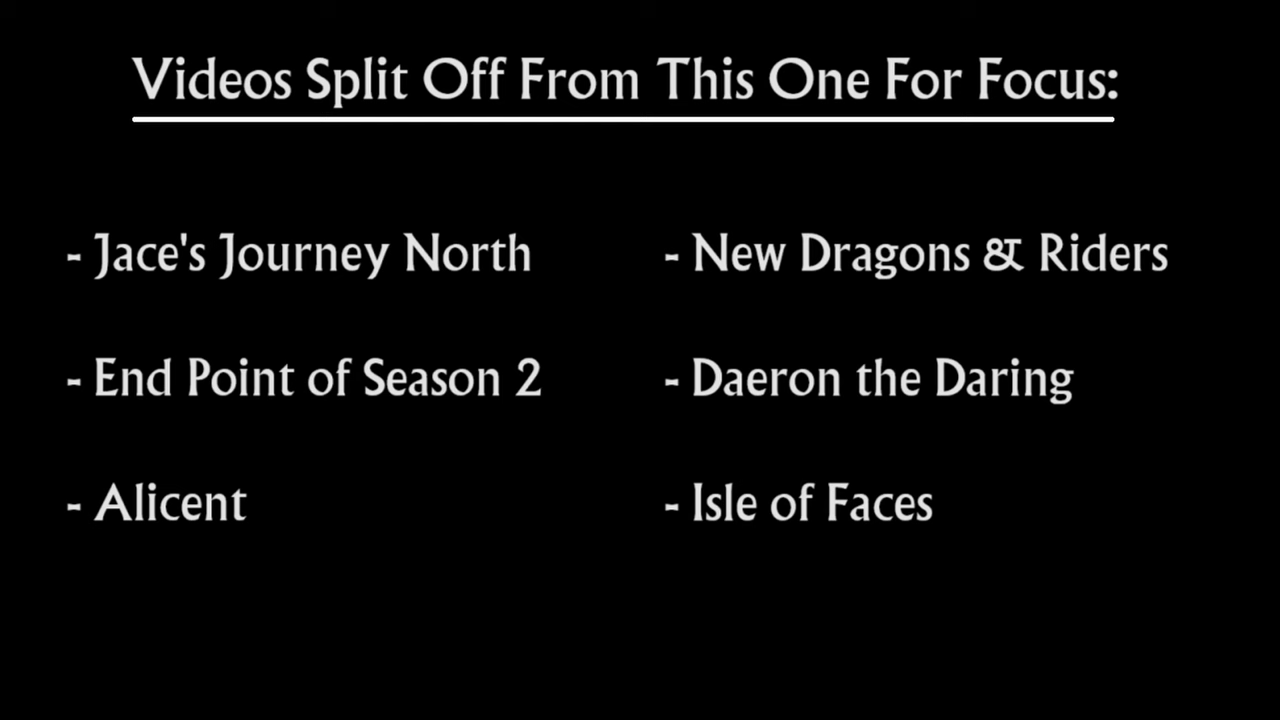 Videos Split Off From This One For Focus:
- Jace's Journey North
- End Point of Season 2
- Alicent
- New Dragons & Riders
- Daeron the Daring
- Isle of Faces